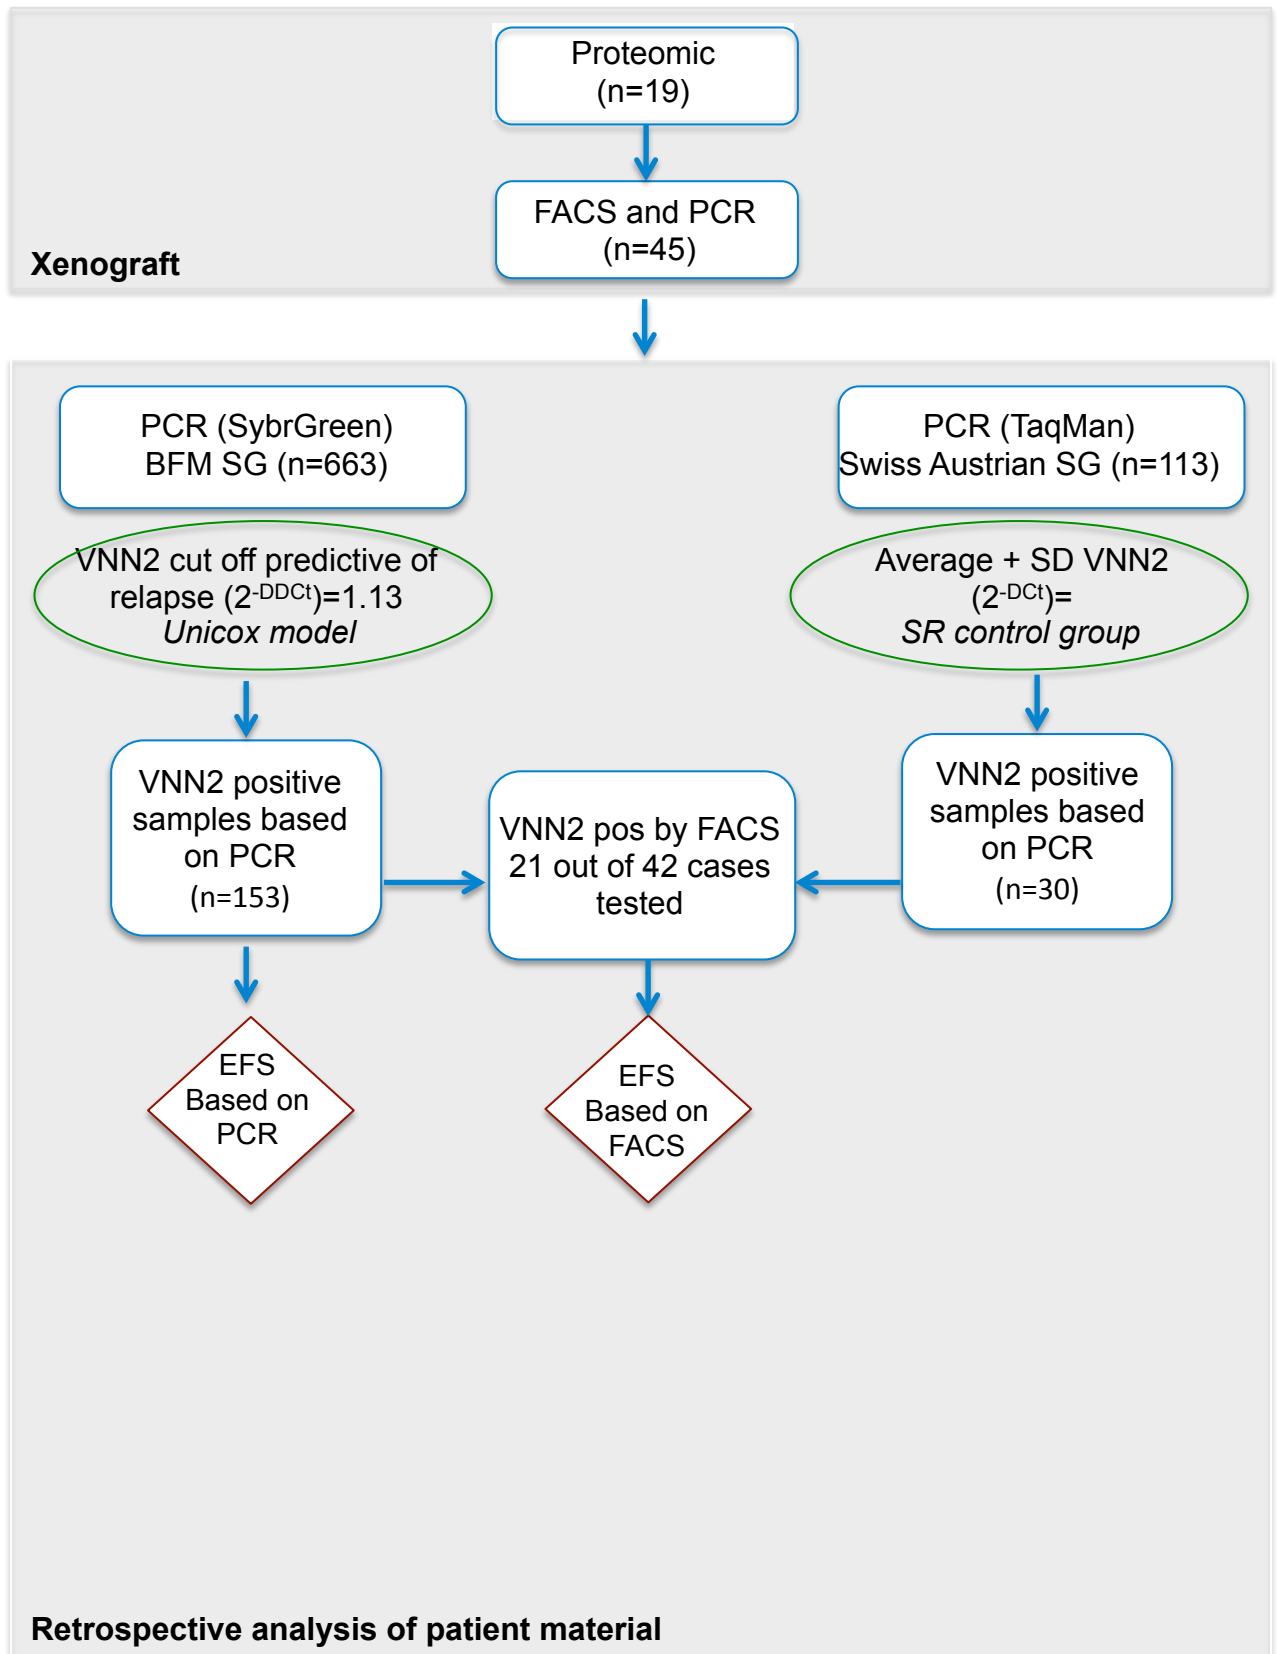 Proteomic
(n=19)
FACS and PCR
(n=45)
Xenograft
PCR (SybrGreen)
BFM SG (n=663)
PCR (TaqMan)
Swiss Austrian SG (n=113)
VNN2 cut off predictive of
relapse (2-DDCt)=1.13
Unicox model
Average + SD VNN2
(2-DCt)=
SR control group
VNN2 positive
samples based
on PCR
(n=153)
VNN2 pos by FACS
21 out of 42 cases
tested
VNN2 positive
samples based
on PCR
(n=30)
EFS
Based on
PCR
EFS
Based on
FACS
Retrospective analysis of patient material